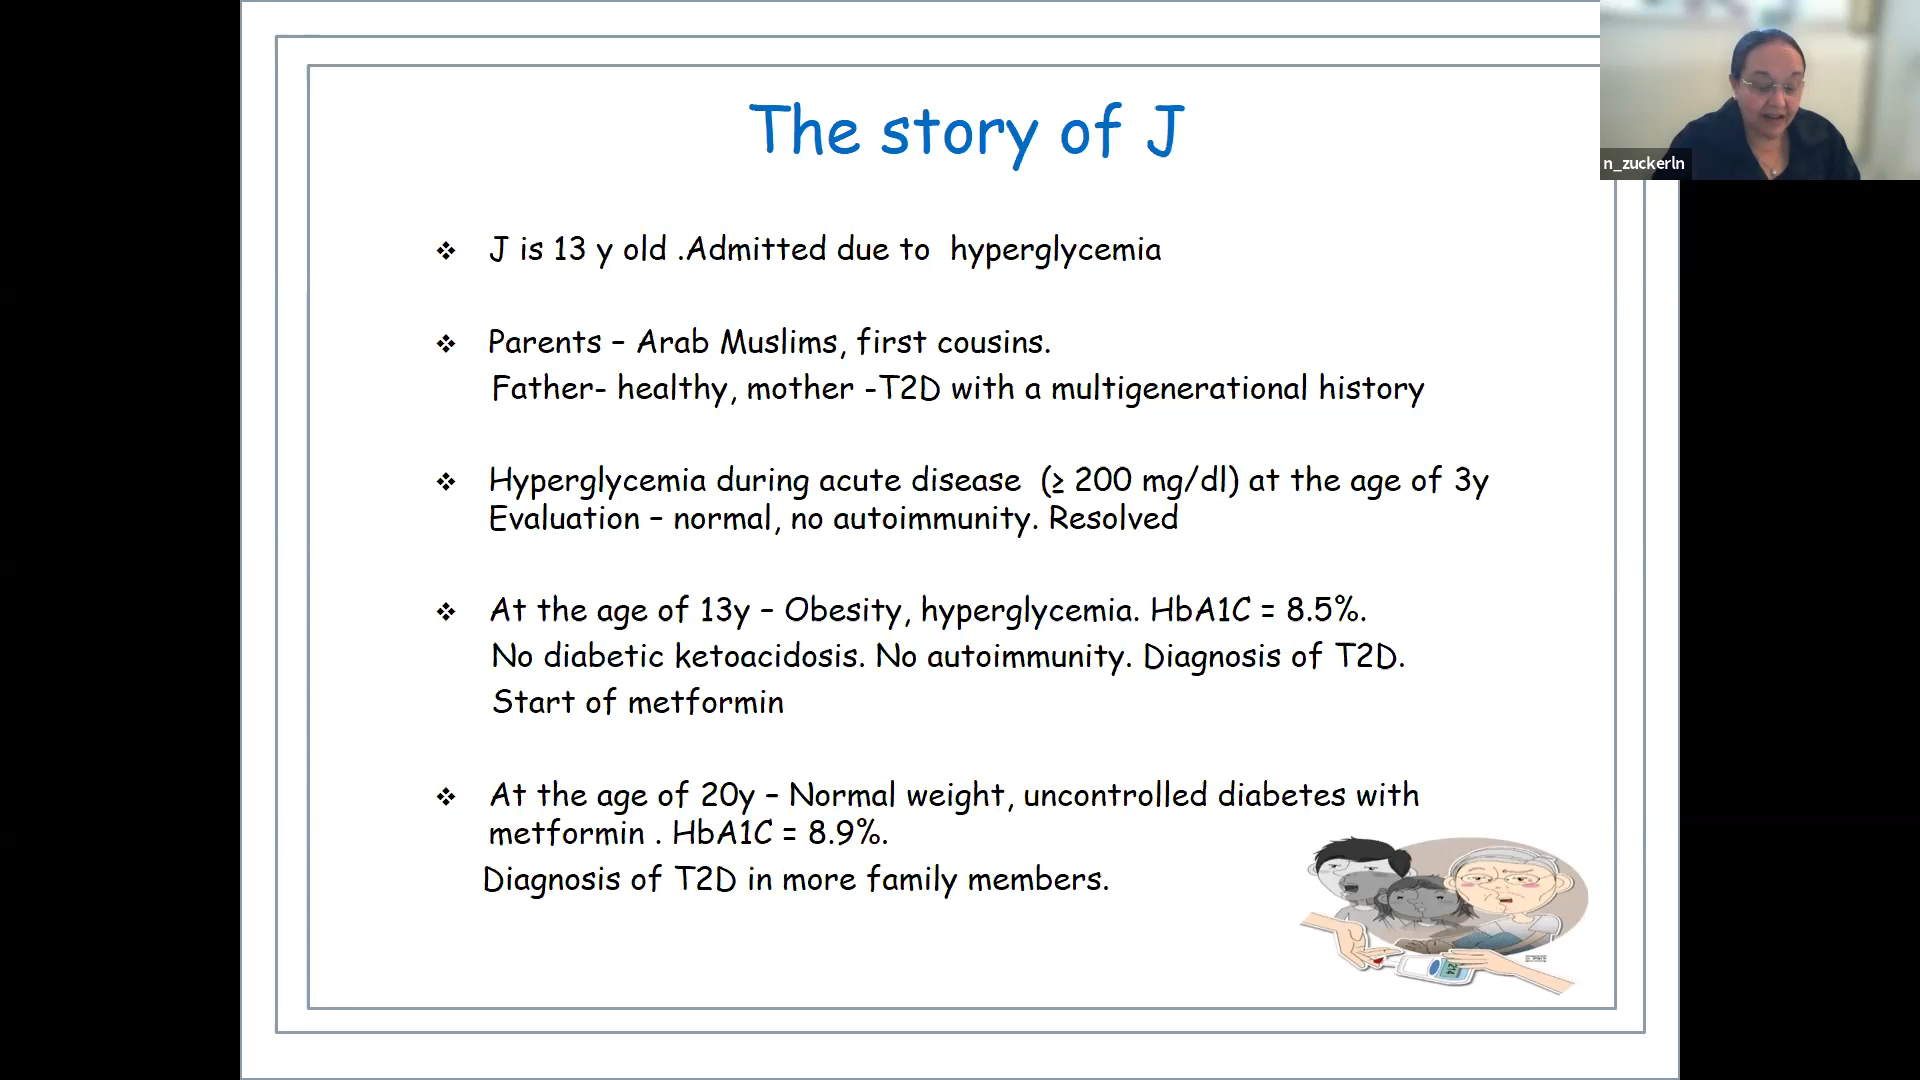 The story of J
n_zuckerln
❖ J is 13 y old .Admitted due to  hyperglycemia
❖ Parents – Arab Muslims, first cousins.
Father- healthy, mother -T2D with a multigenerational history
❖ Hyperglycemia during acute disease  (≥ 200 mg/dl) at the age of 3y
Evaluation – normal, no autoimmunity. Resolved
❖ At the age of 13y – Obesity, hyperglycemia. HbA1C = 8.5%.
No diabetic ketoacidosis. No autoimmunity. Diagnosis of T2D.
Start of metformin
❖ At the age of 20y – Normal weight, uncontrolled diabetes with
metformin . HbA1C = 8.9%.
Diagnosis of T2D in more family members.
214